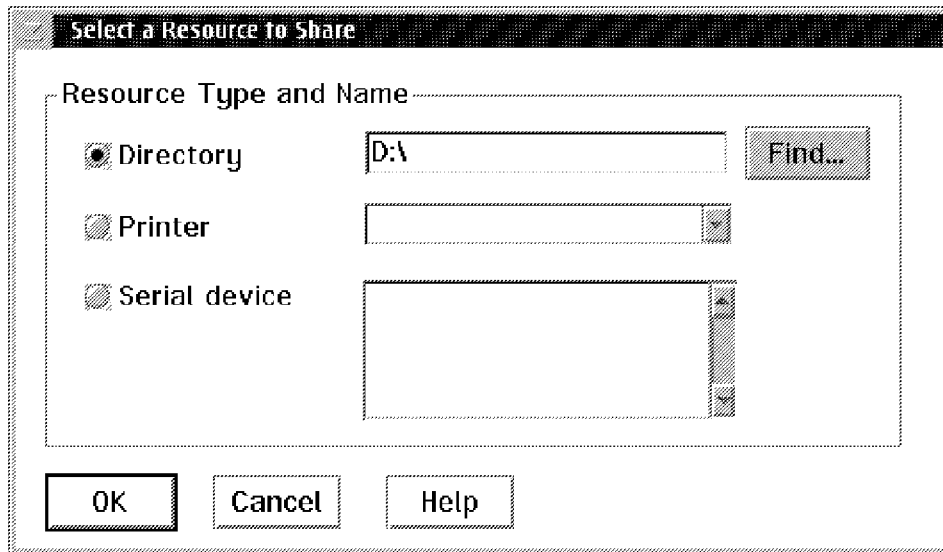 Select a Resource to Share
Resource Type and Name
Directory D:\ Find...
Printer
Serial device
OK Cancel Help